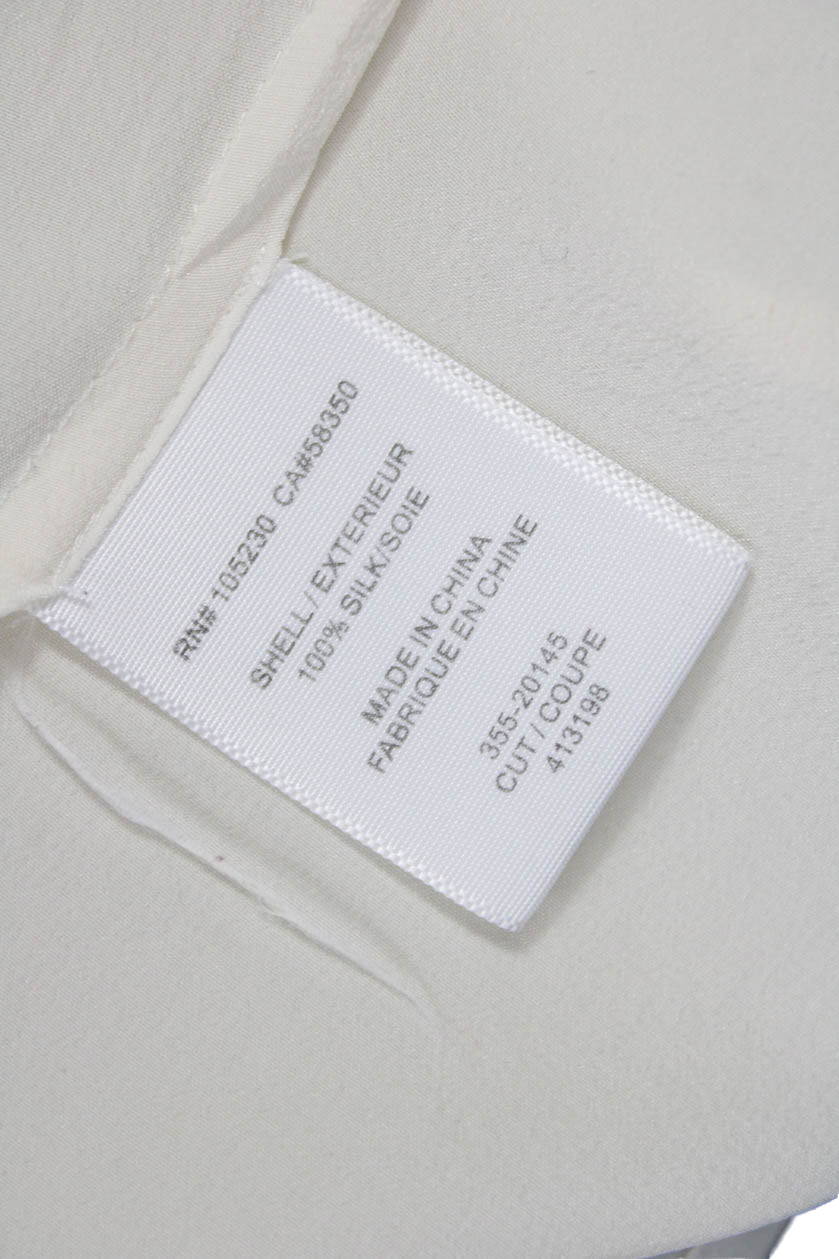 RN# 105230 CA#58350
SHELL / EXTERIEUR
100% SILK/SOIE
MADE IN CHINA
FABRIQUE EN CHINE
355-20145
CUT / COUPE
413198